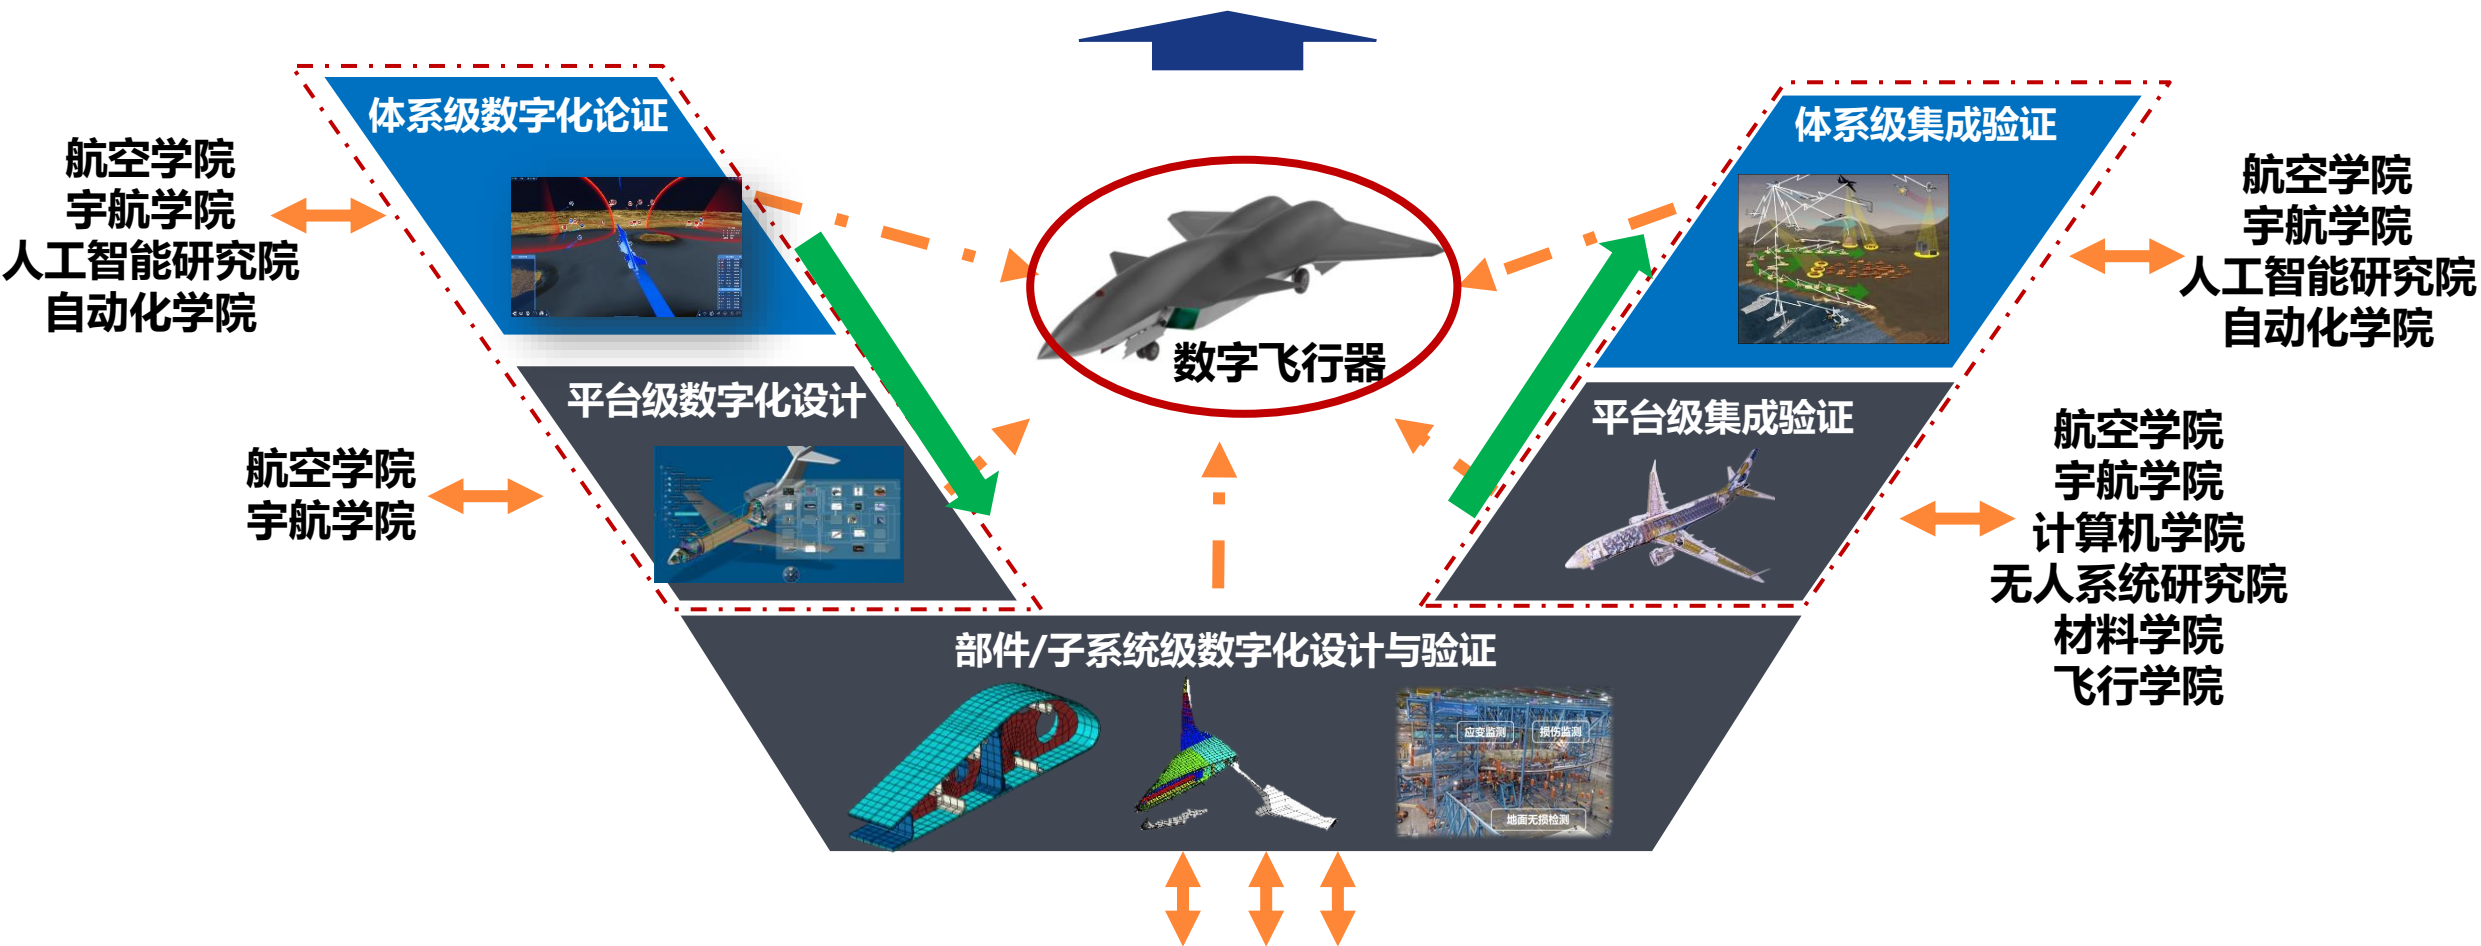 体系级数字化论证
航空学院
宇航学院
人工智能研究院
自动化学院
平台级数字化设计
航空学院
宇航学院
数字飞行器
体系级集成验证
航空学院
宇航学院
人工智能研究院
自动化学院
平台级集成验证
航空学院
宇航学院
计算机学院
无人系统研究院
材料学院
飞行学院
部件/子系统级数字化设计与验证
应变监测
损伤监测
地面无损检测